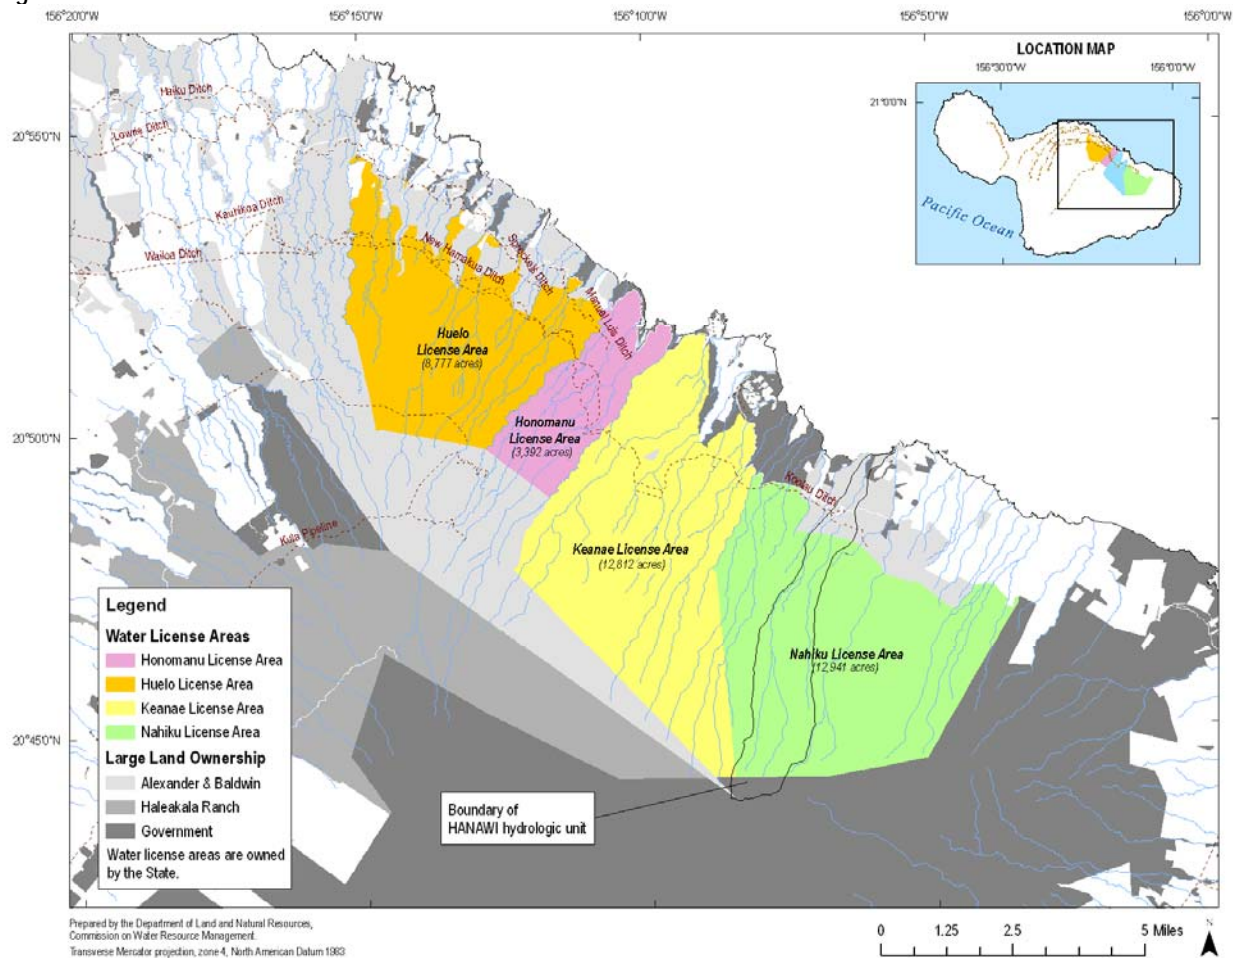 156°20'0"W
156°15'0"W
156°10'0"W
156°5'0"W
156°0'0"W
LOCATION MAP
156°30'0"W
156°0'0"W
21°0'0"N
Pacific Ocean
20°55'0"N
20°50'0"N
20°45'0"N
Haiku Ditch
Lowrie Ditch
Kauhikoa Ditch
Wailoa Ditch
New Hamakua Ditch
Spreckels Ditch
Manuel Luis Ditch
Huelo
License Area
(8,777 acres)
Honomanu
License Area
(3,392 acres)
Koolau Ditch
Kula Pipeline
Keanae License Area
(12,812 acres)
Nahiku License Area
(12,941 acres)
Legend
Water License Areas
Honomanu License Area
Huelo License Area
Keanae License Area
Nahiku License Area
Large Land Ownership
Alexander & Baldwin
Haleakala Ranch
Government
Water license areas are owned
by the State.
Boundary of
HANAWI hydrologic unit
Prepared by the Department of Land and Natural Resources,
Commission on Water Resource Management.
Transverse Mercator projection, zone 4, North American Datum 1983
0 1.25 2.5 5 Miles
N